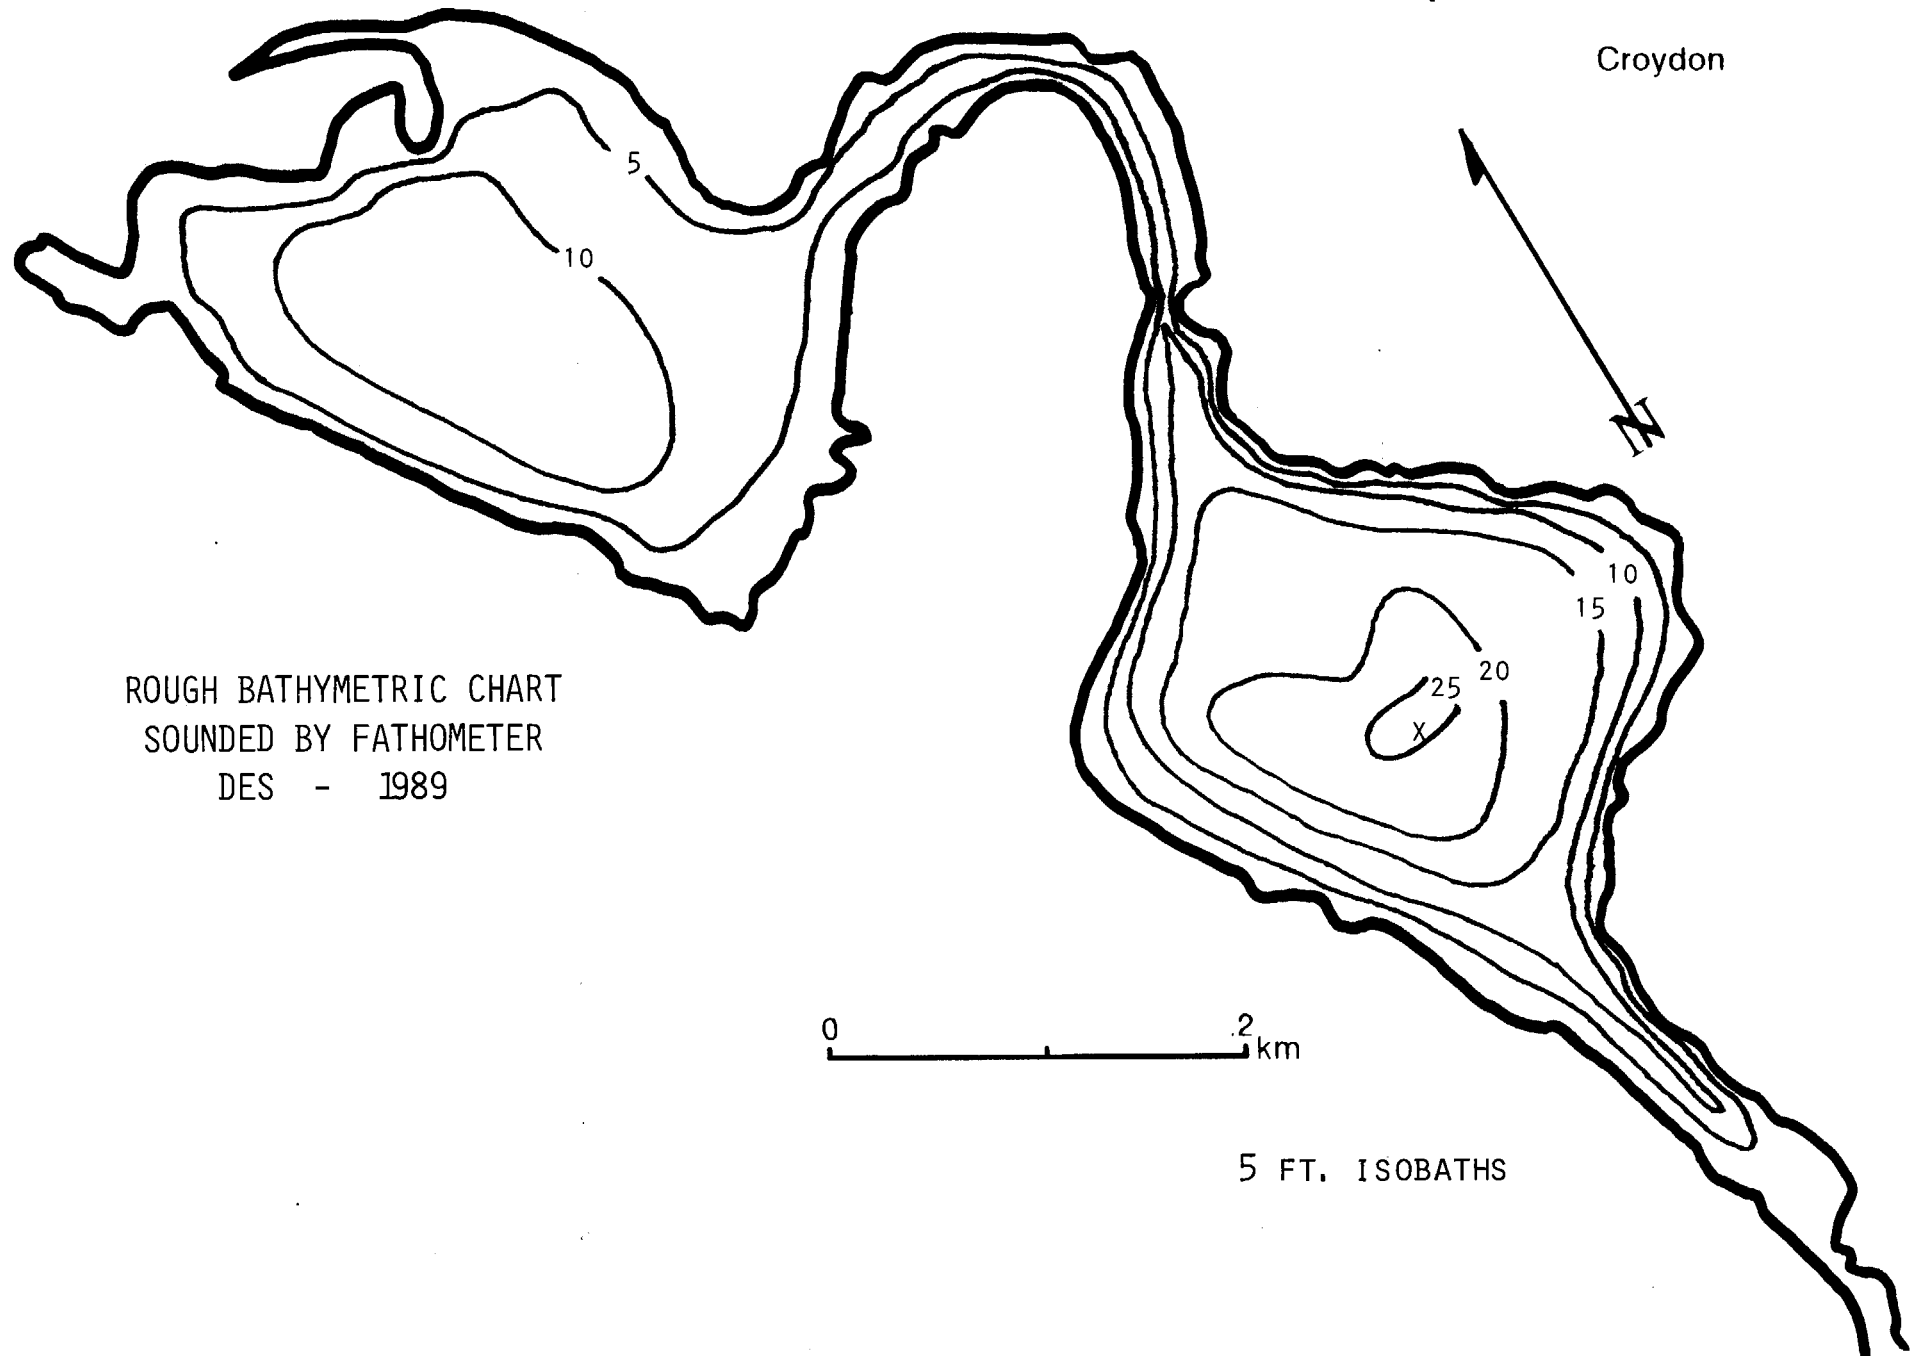 Croydon
5
10
N
10
15
20
25
X
ROUGH BATHYMETRIC CHART
SOUNDED BY FATHOMETER
DES - 1989
0 .2
km
5 FT. ISOBATHS